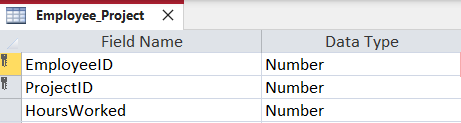 Employee_Project
Field Name Data Type
EmployeeID Number
ProjectID Number
HoursWorked Number